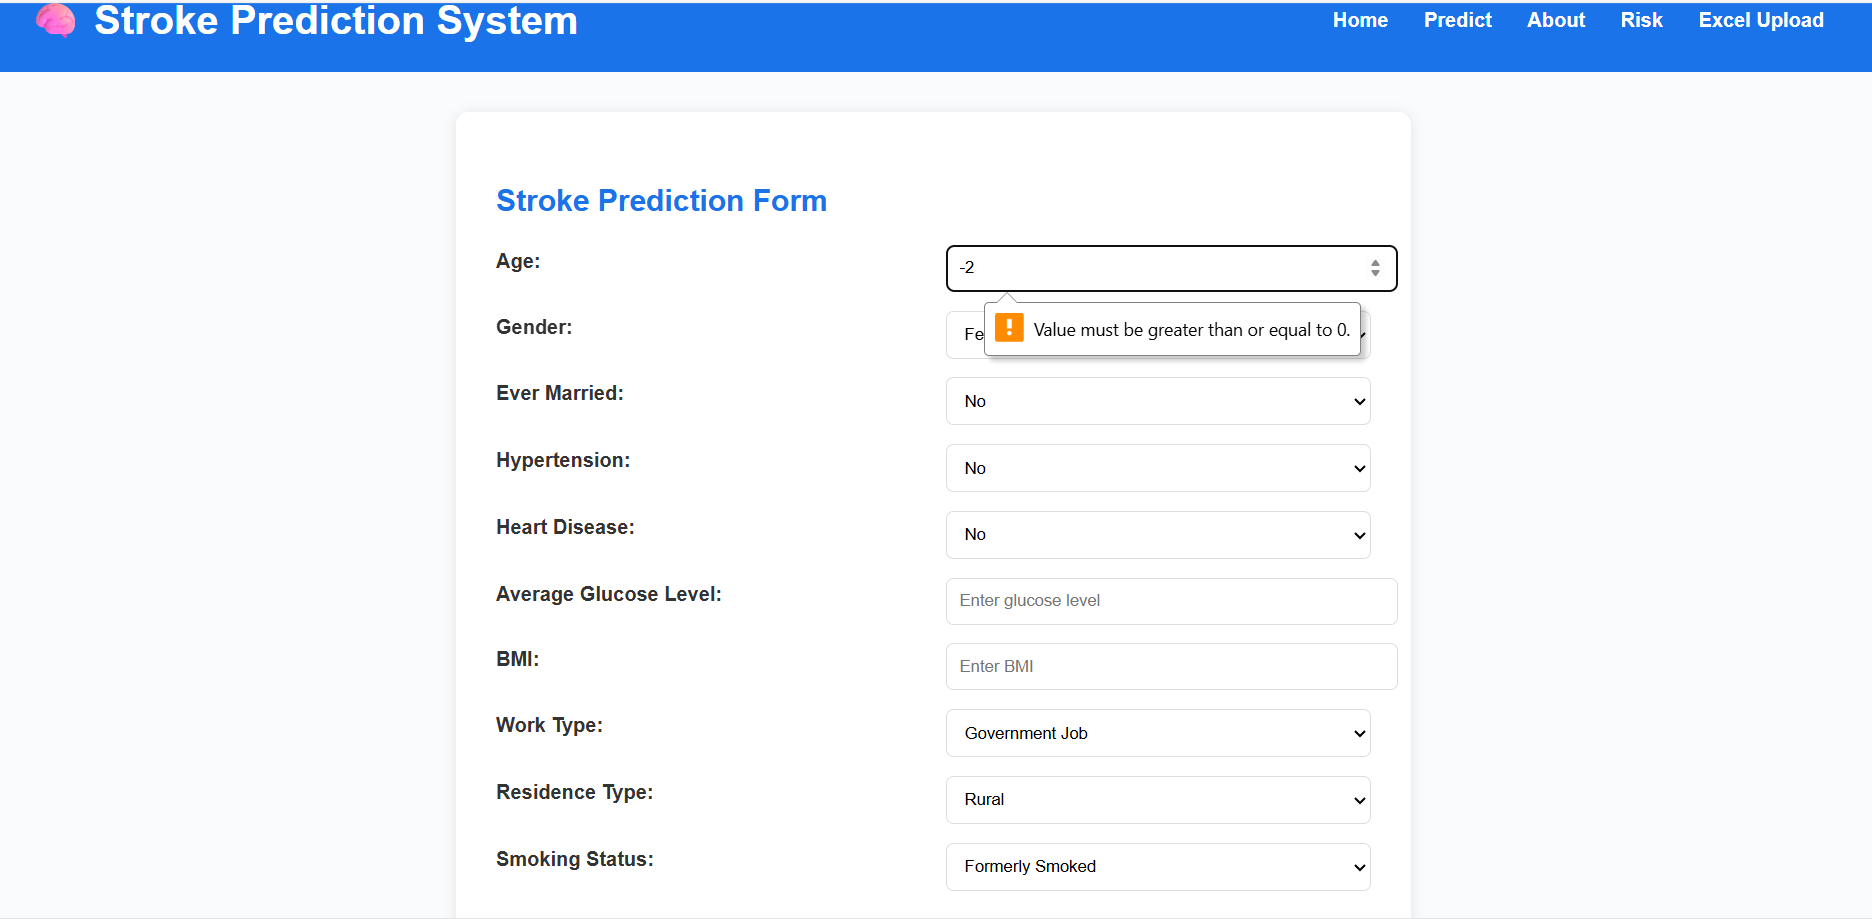 Stroke Prediction System
Home Predict About Risk Excel Upload
Stroke Prediction Form
Age: -2
Value must be greater than or equal to 0.
Gender: Fe
Ever Married: No
Hypertension: No
Heart Disease: No
Average Glucose Level: Enter glucose level
BMI: Enter BMI
Work Type: Government Job
Residence Type: Rural
Smoking Status: Formerly Smoked